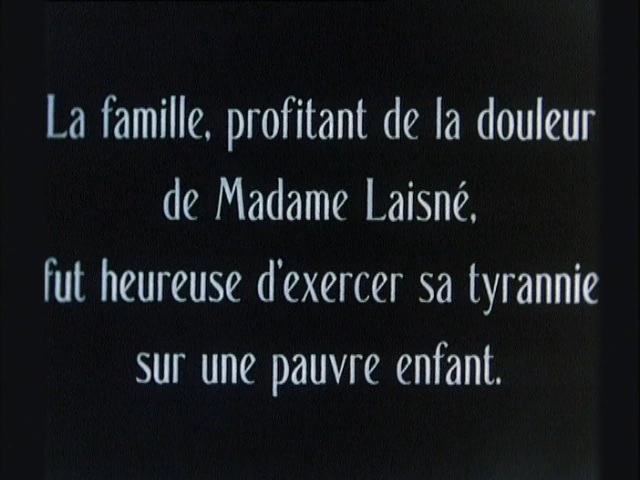 La famille, profitant de la douleur
de Madame Laisné,
fut heureuse d'exercer sa tyrannie
sur une pauvre enfant.